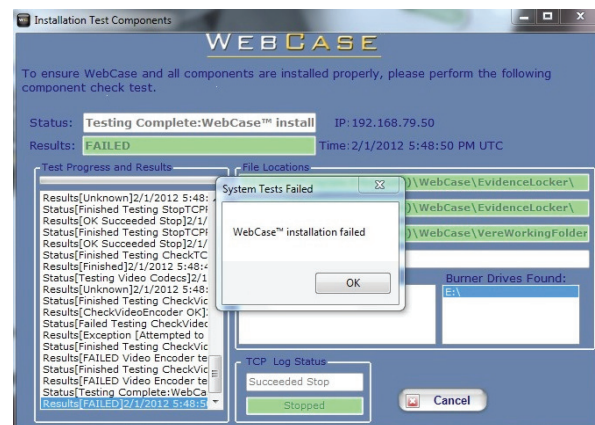 Installation Test Components
WEBCASE
To ensure WebCase and all components are installed properly, please perform the following
component check test.
Status: Testing Complete:WebCase™ install IP:192.168.79.50
Results: FAILED Time:2/1/2012 5:48:50 PM UTC
Test Progress and Results File Locations
)\WebCase\EvidenceLocker\
)\WebCase\EvidenceLocker\
)\WebCase\VereWorkingFolder
System Tests Failed
WebCase™ installation failed
OK
Results[Unknown]2/1/2012 5:48:
Status[Finished Testing StopTCPI
Results[OK Succeeded Stop]2/1/
Status[Finished Testing StopTCPI
Results[OK Succeeded Stop]2/1/
Status[Finished Testing CheckTC
Results[Finished]2/1/2012 5:48:4
Status[Testing Video Codecs]2/1
Results[Unknown]2/1/2012 5:48:
Status[Finished Testing CheckVic
Results[CheckVideoEncoder OK]:
Status[Failed Testing CheckVidec
Results[Exception [Attempted to
Status[Finished Testing CheckVic
Results[FAILED Video Encoder te
Status[Finished Testing CheckVic
Results[FAILED Video Encoder te
Status[Testing Complete:WebCa
Results[FAILED]2/1/2012 5:48:5(
Burner Drives Found:
E:\
TCP Log Status
Succeeded Stop
Stopped
Cancel